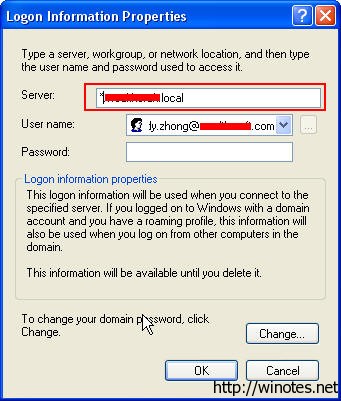 Logon Information Properties
Type a server, workgroup, or network location, and then type
the user name and password used to access it.
Server:
local
User name:
ly.zhong@
.com
...
Password:
Logon information properties
This logon information will be used when you connect to the
specified server. If you logged on to Windows with a domain
account and you have a roaming profile, this information will
also be used when you log on from other computers in the
domain.
This information will be available until you delete it.
To change your domain password, click
Change.
Change...
OK
Cancel
http://winotes.net